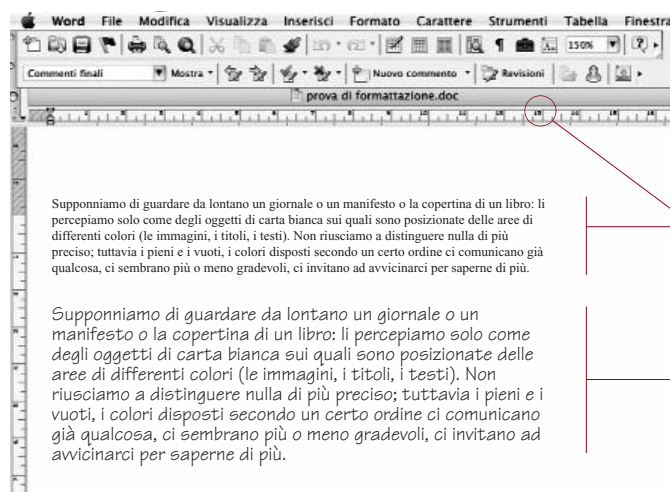 Word File Modifica Visualizza Inserisci Formato Carattere Strumenti Tabella Finestra
150%
Commenti finali Mostra Nuovo commento Revisioni
prova di formattazione.doc
Supponniamo di guardare da lontano un giornale o un manifesto o la copertina di un libro: li
percepiamo solo come degli oggetti di carta bianca sui quali sono posizionate delle aree di
differenti colori (le immagini, i titoli, i testi). Non riusciamo a distinguere nulla di più
preciso; tuttavia i pieni e i vuoti, i colori disposti secondo un certo ordine ci comunicano già
qualcosa, ci sembrano più o meno gradevoli, ci invitano ad avvicinarci per saperne di più.
Supponniamo di guardare da lontano un giornale o un
manifesto o la copertina di un libro: li percepiamo solo come
degli oggetti di carta bianca sui quali sono posizionate delle
aree di differenti colori (le immagini, i titoli, i testi). Non
riusciamo a distinguere nulla di più preciso; tuttavia i pieni e i
vuoti, i colori disposti secondo un certo ordine ci comunicano
già qualcosa, ci sembrano più o meno gradevoli, ci invitano ad
avvicinarci per saperne di più.